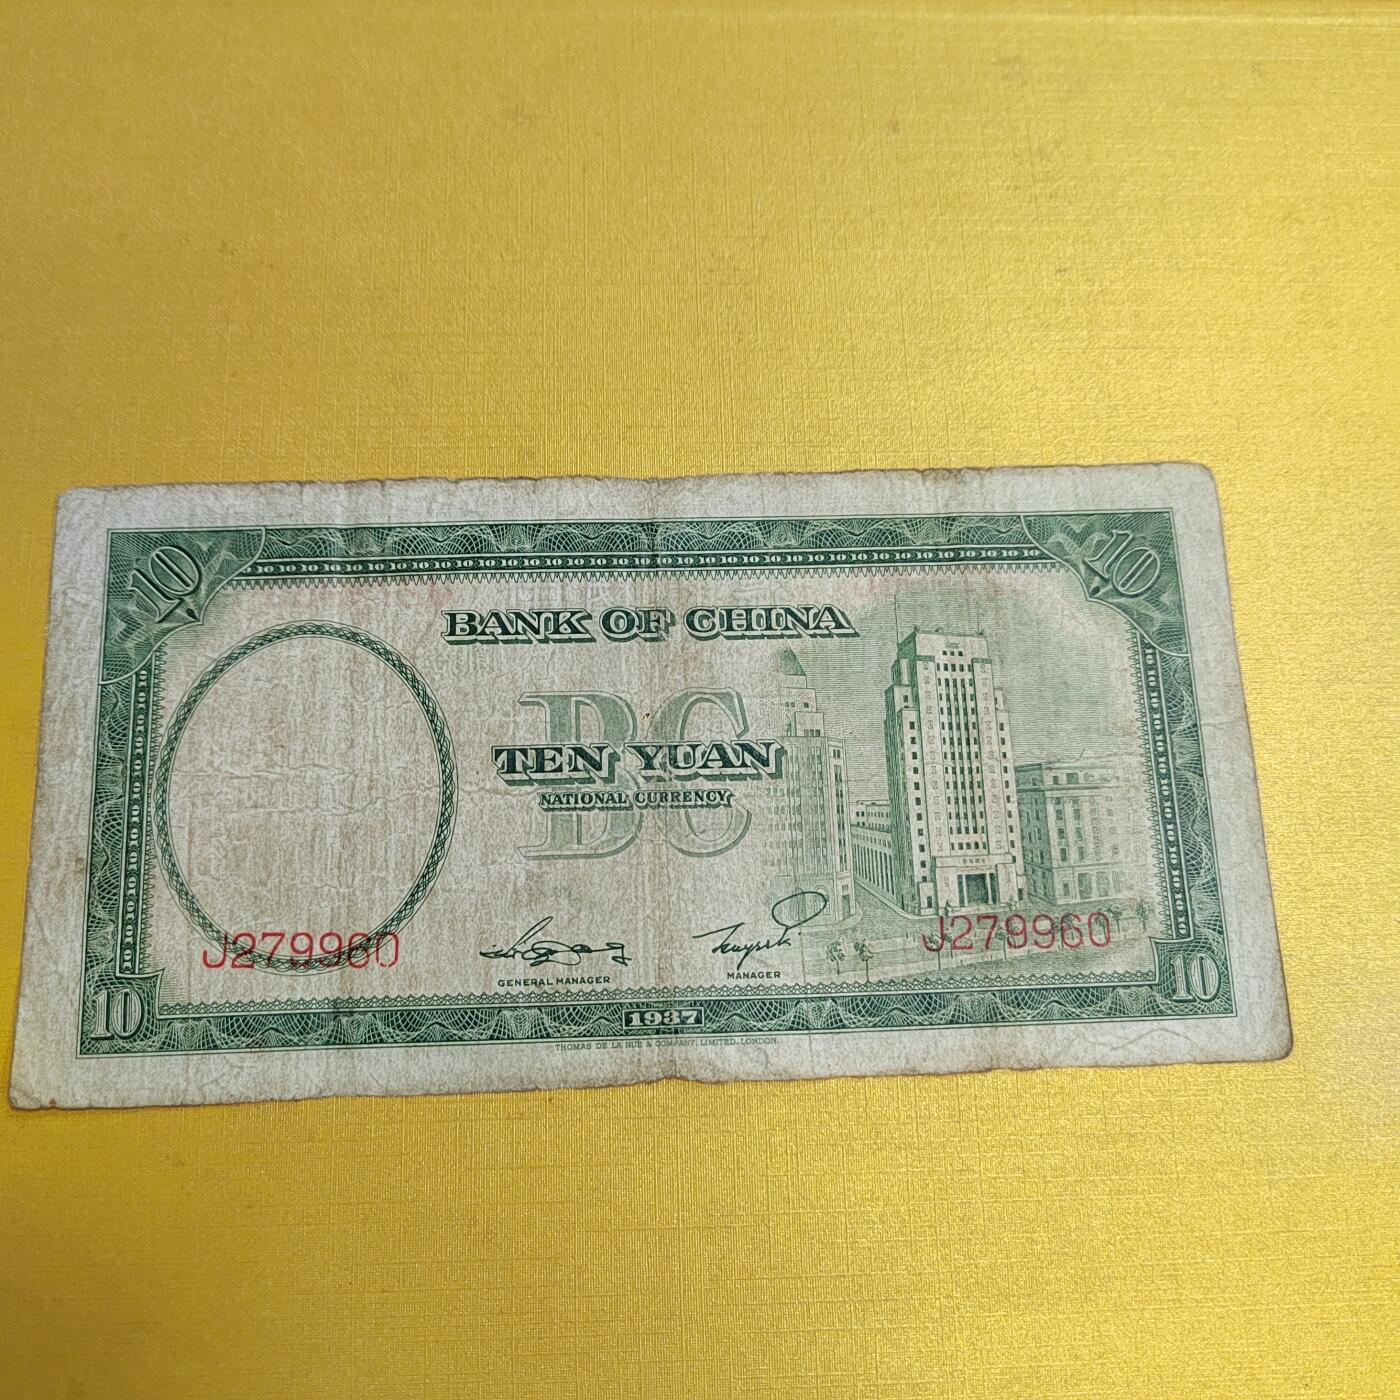 10
10
BANK OF CHINA
BC
TEN YUAN
NATIONAL CURRENCY
J279960
J279960
GENERAL MANAGER
MANAGER
10
10
1937
THOMAS DE LA RUE & COMPANY, LIMITED, LONDON.